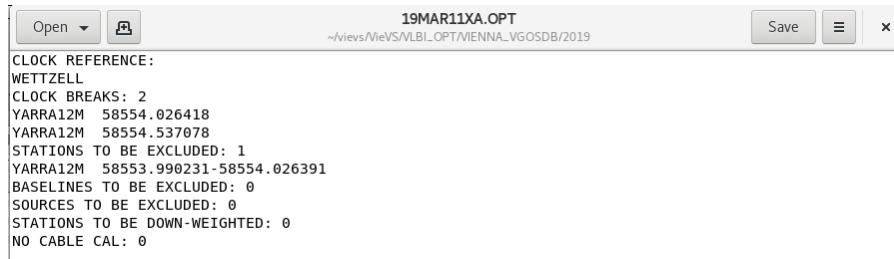 Open
19MAR11XA.OPT
~/vievs/VieVS/VLBI_OPT/VIENNA_VGOSDB/2019
Save
CLOCK REFERENCE:
WETTZELL
CLOCK BREAKS: 2
YARRA12M  58554.026418
YARRA12M  58554.537078
STATIONS TO BE EXCLUDED: 1
YARRA12M  58553.990231-58554.026391
BASELINES TO BE EXCLUDED: 0
SOURCES TO BE EXCLUDED: 0
STATIONS TO BE DOWN-WEIGHTED: 0
NO CABLE CAL: 0